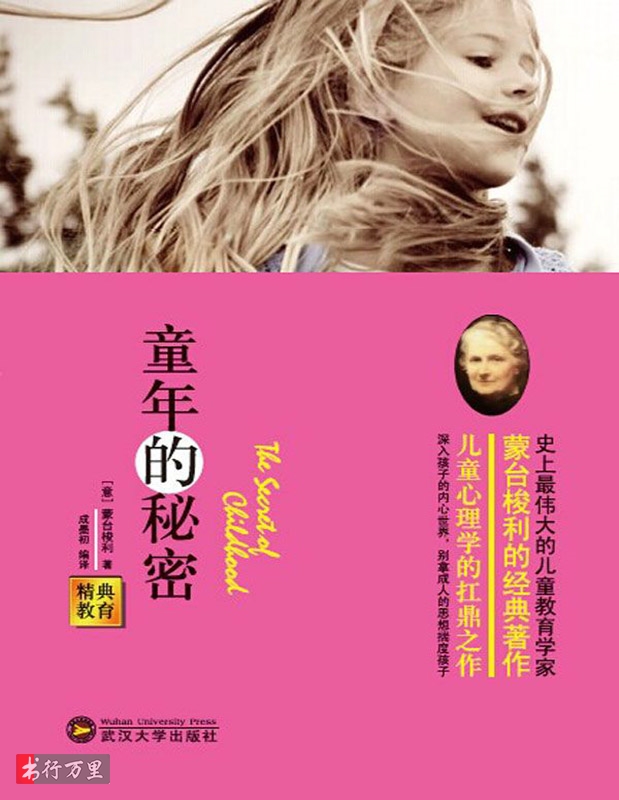 童年的秘密
The Secret of
Childhood
[意]蒙台梭利 著
成墨初 编译
精典
教育
史上最伟大的儿童教育学家
蒙台梭利的经典著作
儿童心理学的扛鼎之作
深入孩子的内心世界，别拿成人的思想揣度孩子
Wuhan University Press
武汉大学出版社
书行万里